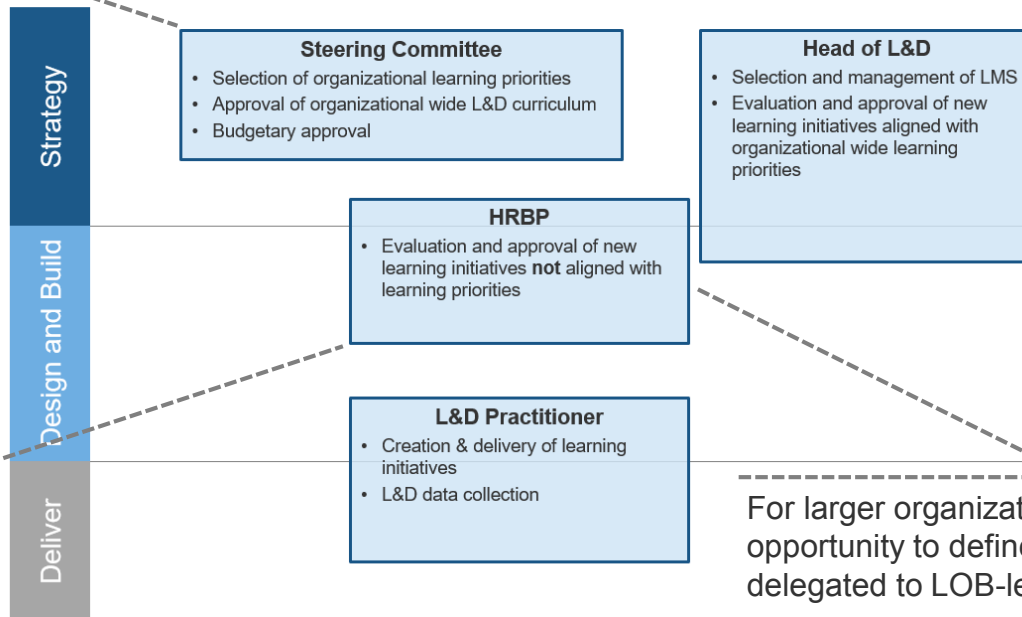 Strategy
Steering Committee
• Selection of organizational learning priorities
• Approval of organizational wide L&D curriculum
• Budgetary approval
Head of L&D
• Selection and management of LMS
• Evaluation and approval of new
learning initiatives aligned with
organizational wide learning
priorities
Design and Build
HRBP
• Evaluation and approval of new
learning initiatives not aligned with
learning priorities
L&D Practitioner
• Creation & delivery of learning
initiatives
• L&D data collection
Deliver
For larger organizat
opportunity to define
delegated to LOB-le